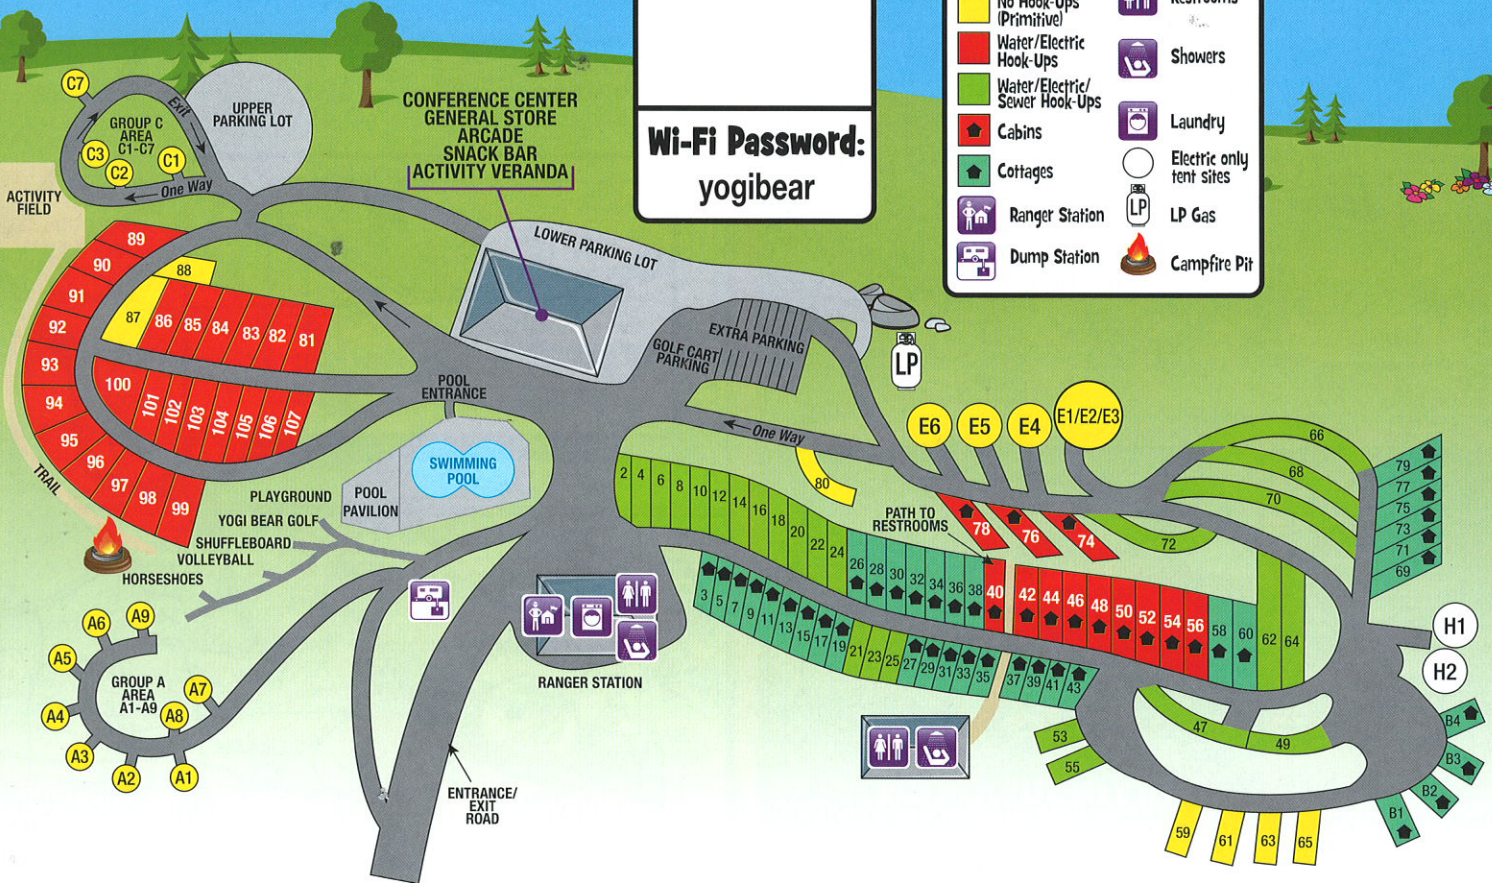 No Hook-Ups
(Primitive)
Water/Electric
Hook-Ups
Water/Electric/
Sewer Hook-Ups
Cabins
Cottages
Ranger Station
Dump Station
Restrooms
Showers
Laundry
Electric only
tent sites
LP
LP Gas
Campfire Pit
Wi-Fi Password:
yogibear
C7
GROUP C
AREA
C1-C7
Exit
C3
C2
C1
One Way
UPPER
PARKING LOT
ACTIVITY
FIELD
CONFERENCE CENTER
GENERAL STORE
ARCADE
SNACK BAR
ACTIVITY VERANDA
LOWER PARKING LOT
EXTRA PARKING
GOLF CART
PARKING
LP
89
90
91
92
93
94
95
96
97
98
99
88
87
86
85
84
83
82
81
100
101
102
103
104
105
106
107
TRAIL
POOL
ENTRANCE
SWIMMING
POOL
POOL
PAVILION
PLAYGROUND
YOGI BEAR GOLF
SHUFFLEBOARD
VOLLEYBALL
HORSESHOES
One Way
80
E6
E5
E4
E1/E2/E3
66
68
70
72
79
77
75
73
71
69
PATH TO
RESTROOMS
78
76
74
2
4
6
8
10
12
14
16
18
20
22
24
26
28
30
32
34
36
38
40
42
44
46
48
50
52
54
56
58
60
62
64
3
5
7
9
11
13
15
17
19
21
23
25
27
29
31
33
35
37
39
41
43
H1
H2
A9
A6
A5
A4
A3
A2
A1
A8
A7
GROUP A
AREA
A1-A9
RANGER STATION
ENTRANCE/
EXIT
ROAD
47
49
53
55
59
61
63
65
B4
B3
B2
B1